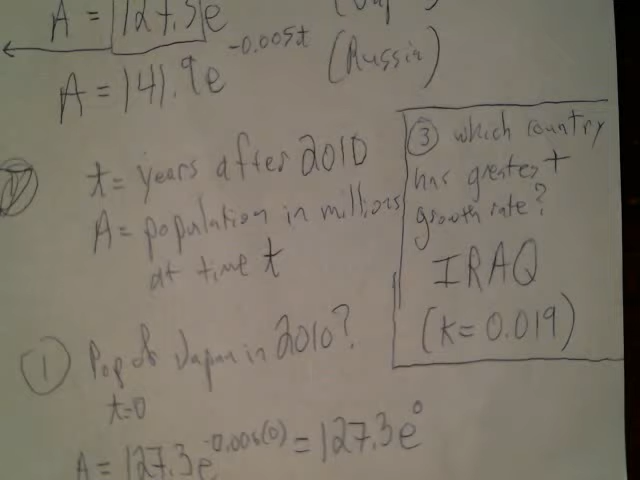 A = 127.3e
A = 141.9e^-0.005t (Russia)
t = years after 2010
A = population in millions
at time t
③ which country
has greatest
growth rate?
IRAQ
(K = 0.019)
① Pop of Japan in 2010?
t=0
A = 127.3e^-0.006(0) = 127.3e^0